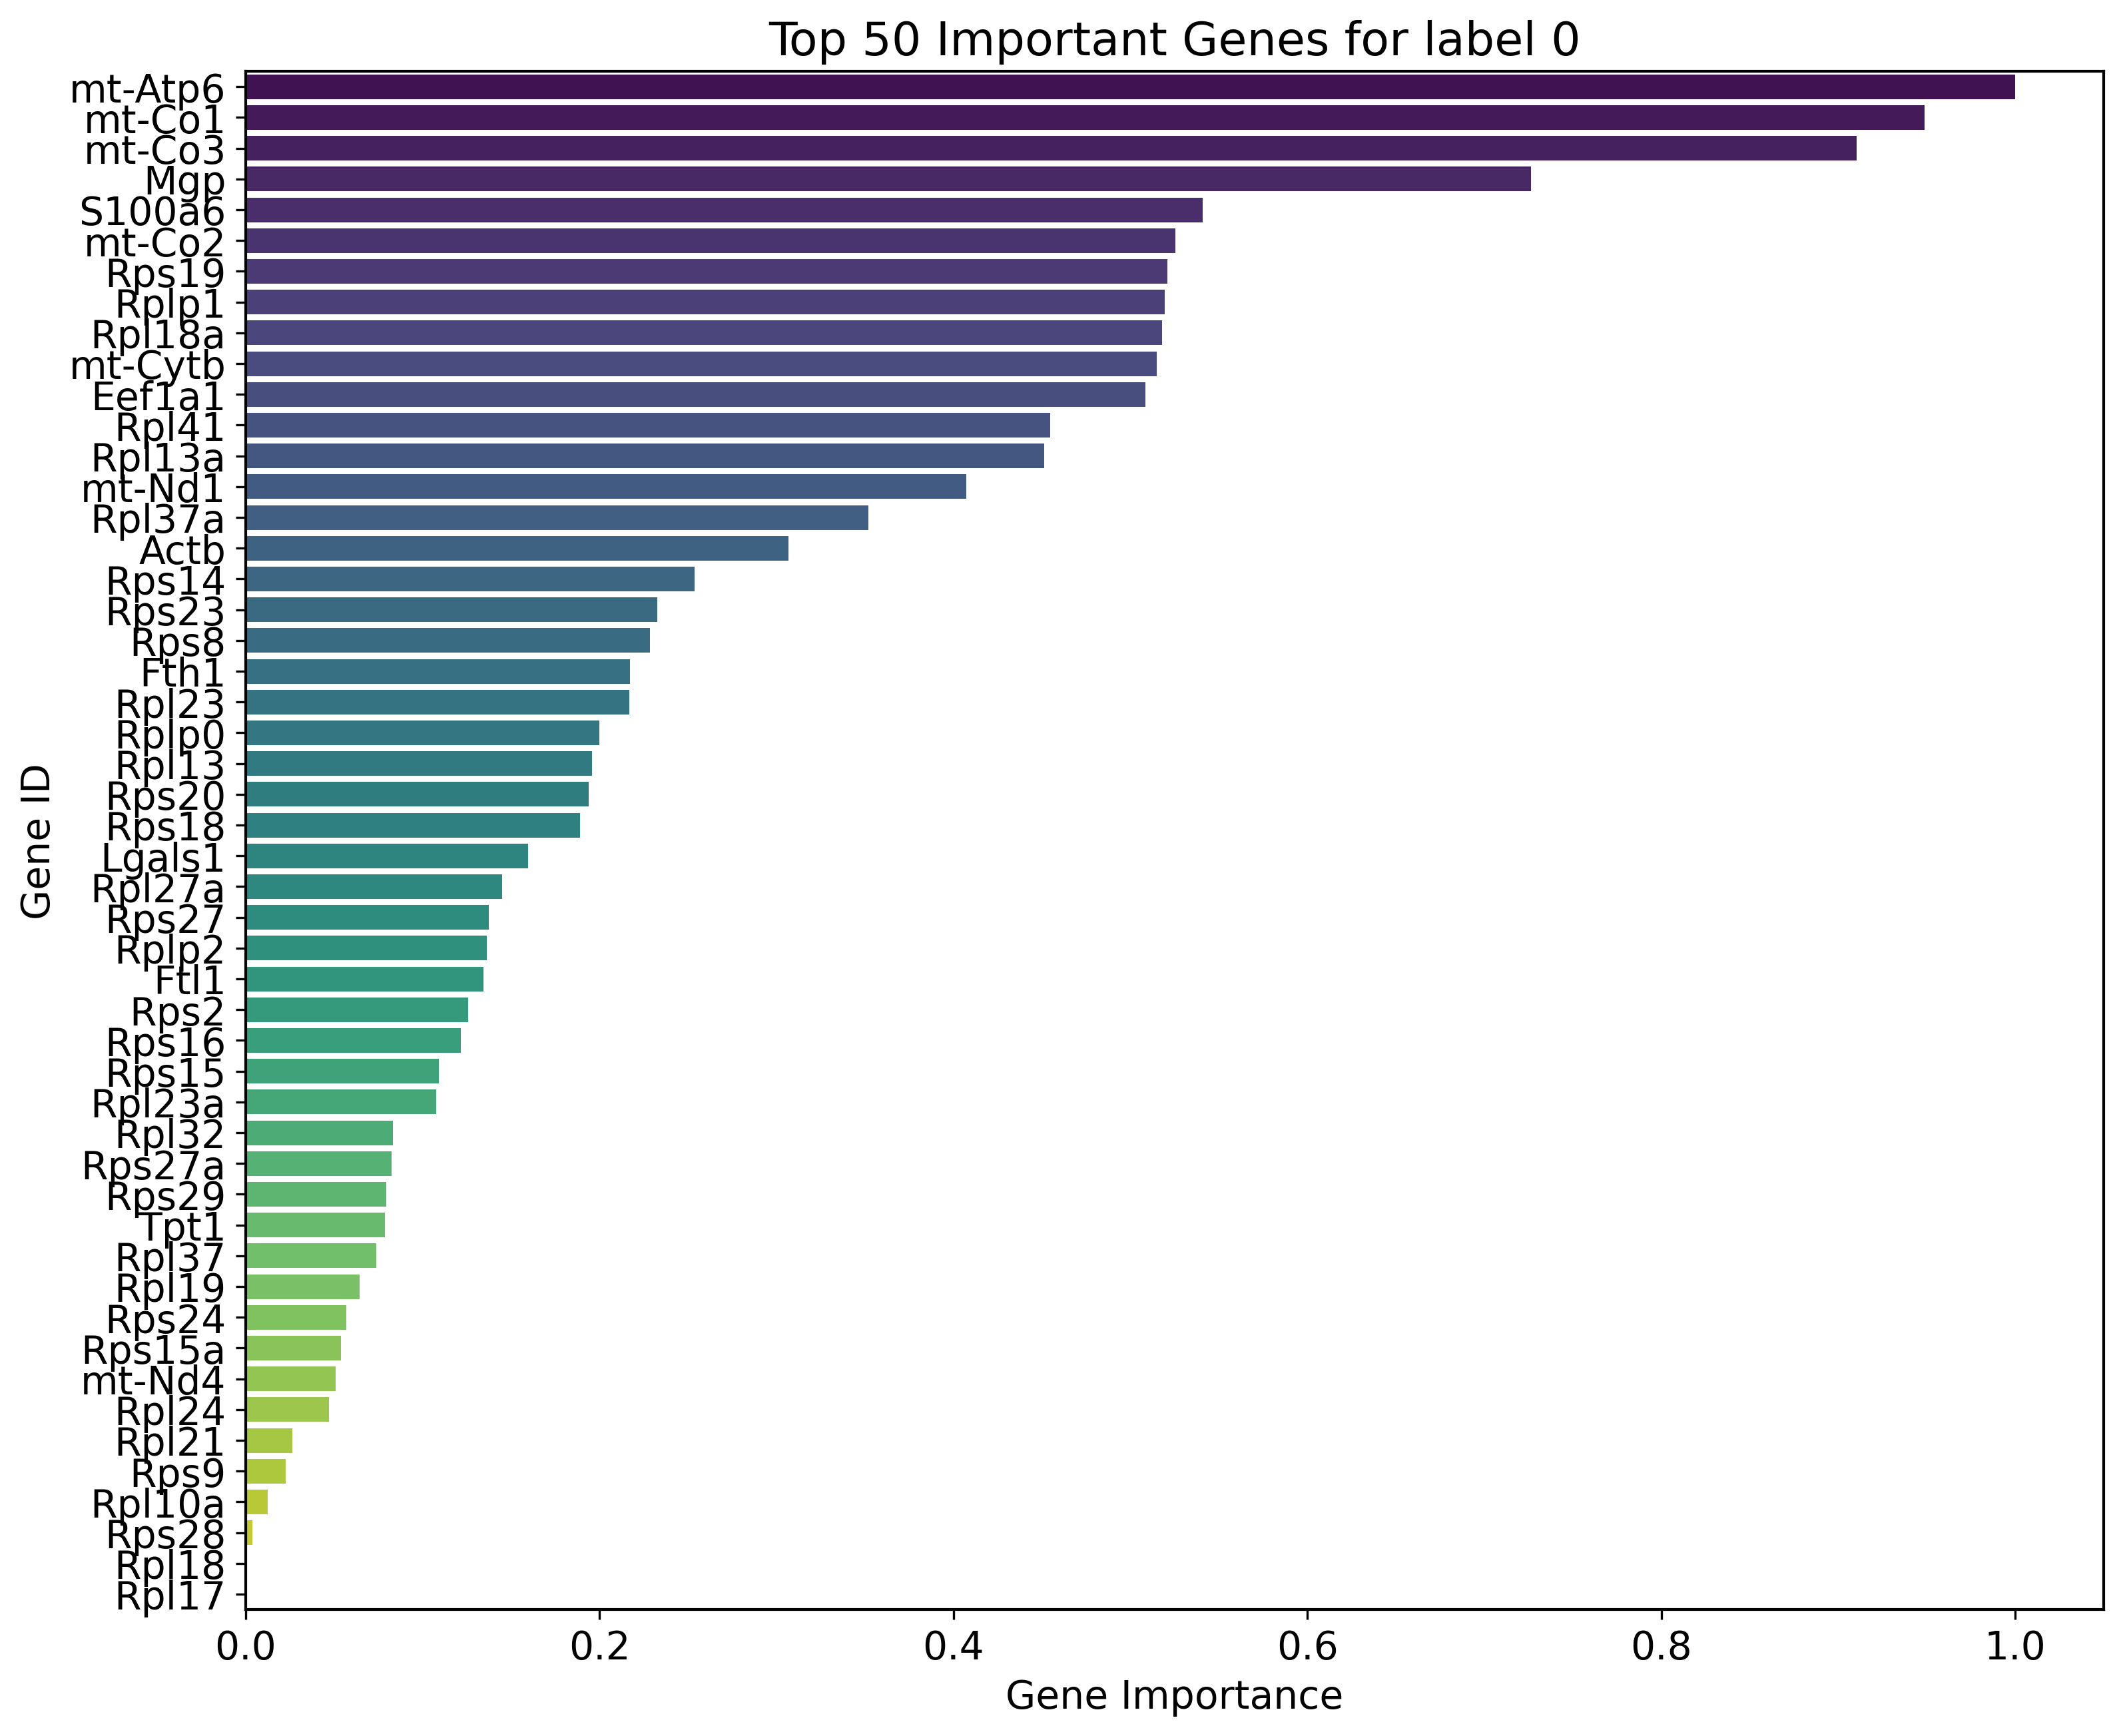 Top 50 Important Genes for label 0
mt-Atp6
mt-Co1
mt-Co3
Mgp
S100a6
mt-Co2
Rps19
Rplp1
Rpl18a
mt-Cytb
Eef1a1
Rpl41
Rpl13a
mt-Nd1
Rpl37a
Actb
Rps14
Rps23
Rps8
Fth1
Rpl23
Rplp0
Rpl13
Rps20
Rps18
Lgals1
Rpl27a
Rps27
Rplp2
Ftl1
Rps2
Rps16
Rps15
Rpl23a
Rpl32
Rps27a
Rps29
Tpt1
Rpl37
Rpl19
Rps24
Rps15a
mt-Nd4
Rpl24
Rpl21
Rps9
Rpl10a
Rps28
Rpl18
Rpl17
Gene ID
0.0 0.2 0.4 0.6 0.8 1.0
Gene Importance